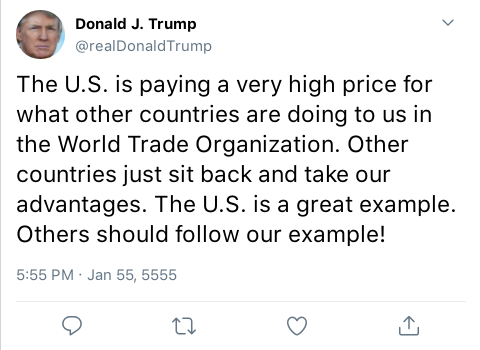 Donald J. Trump
@realDonaldTrump
The U.S. is paying a very high price for
what other countries are doing to us in
the World Trade Organization. Other
countries just sit back and take our
advantages. The U.S. is a great example.
Others should follow our example!
5:55 PM · Jan 55, 5555